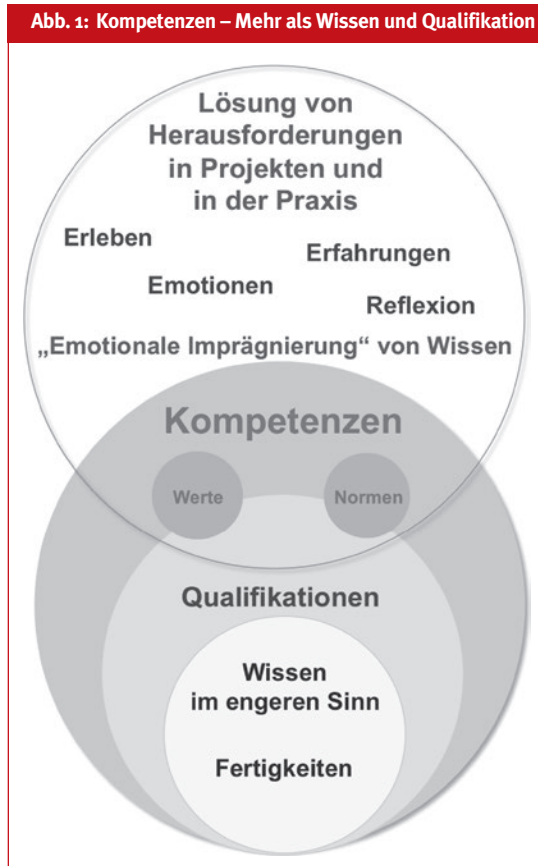 Abb. 1: Kompetenzen – Mehr als Wissen und Qualifikation
Lösung von
Herausforderungen
in Projekten und
in der Praxis
Erleben
Erfahrungen
Emotionen
Reflexion
„Emotionale Imprägnierung“ von Wissen
Kompetenzen
Werte
Normen
Qualifikationen
Wissen
im engeren Sinn
Fertigkeiten